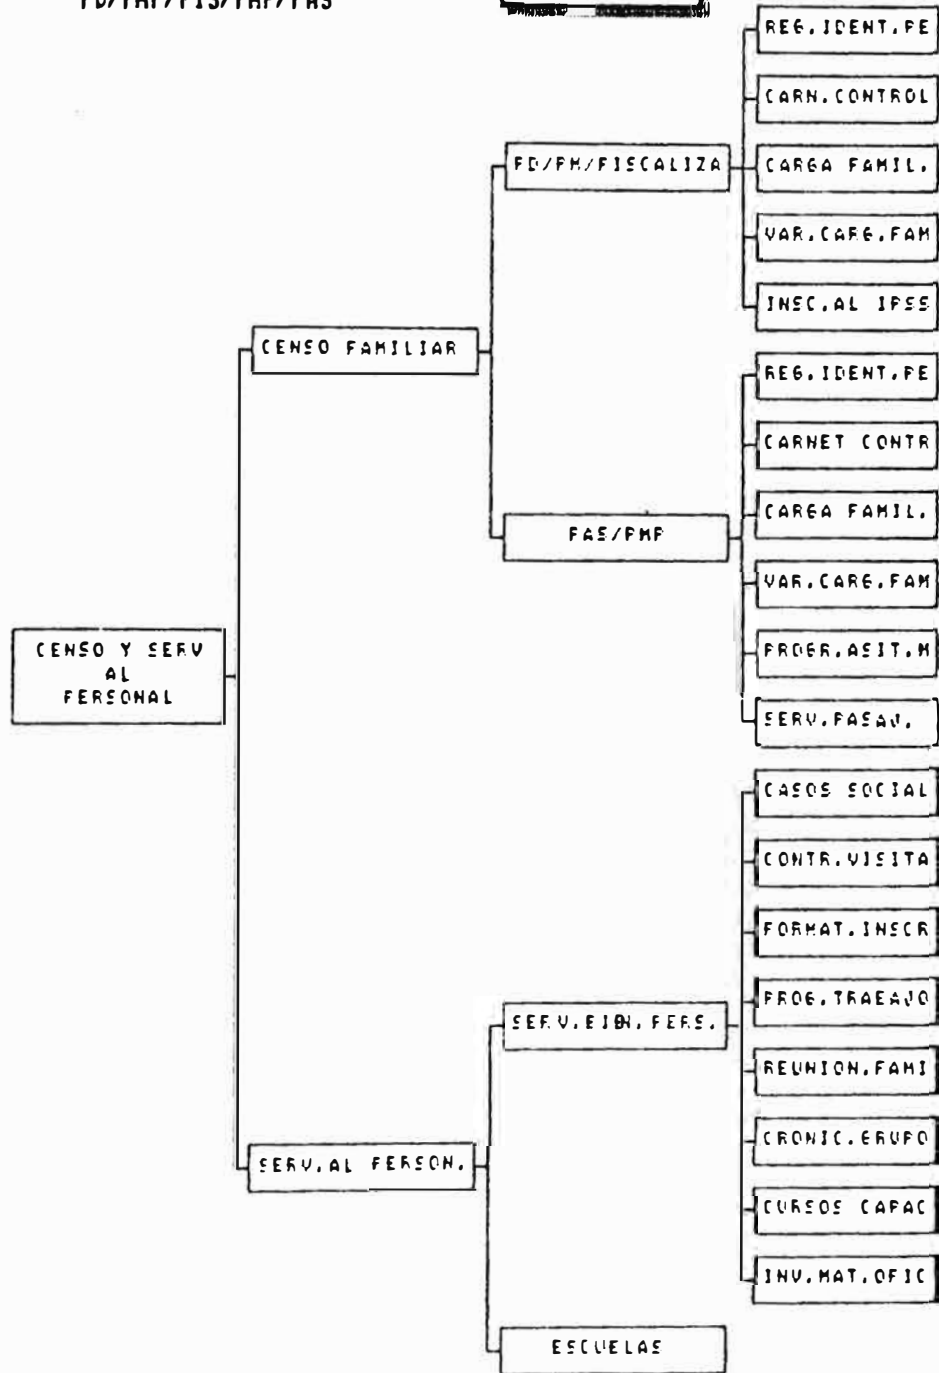 REG.IDENT.PE
CARN.CONTROL
PD/PM/FISCALIZA
CARGA FAMIL.
VAR.CARG.FAM
INSC.AL IPSS
CENSO FAMILIAR
REG.IDENT.PE
CARNET CONTR
CARGA FAMIL.
PAS/PMP
VAR.CARG.FAM
PROGR.ASIT.M
SERV.PASAJ.
CENSO Y SERV
AL
PERSONAL
CASOS SOCIAL
CONTR.VISITA
FORMAT.INSCR
PROG.TRABAJO
SERV.BIEN.PERS.
REUNION.FAMI
CRONIC.GRUPO
SERV.AL PERSON.
CURSOS CAPAC
INV.MAT.OFIC
ESCUELAS